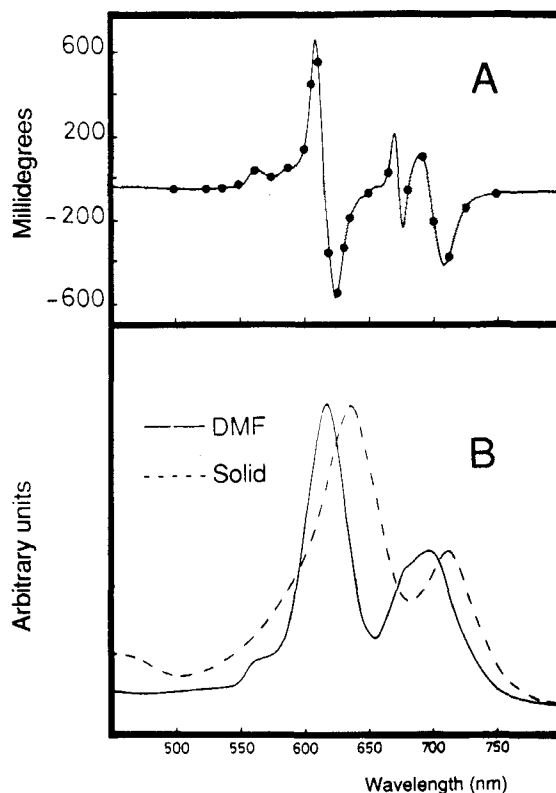 A
Millidegrees
600
200
-200
-600
B
DMF
Solid
Arbitrary units
500
550
600
650
700
750
Wavelength (nm)